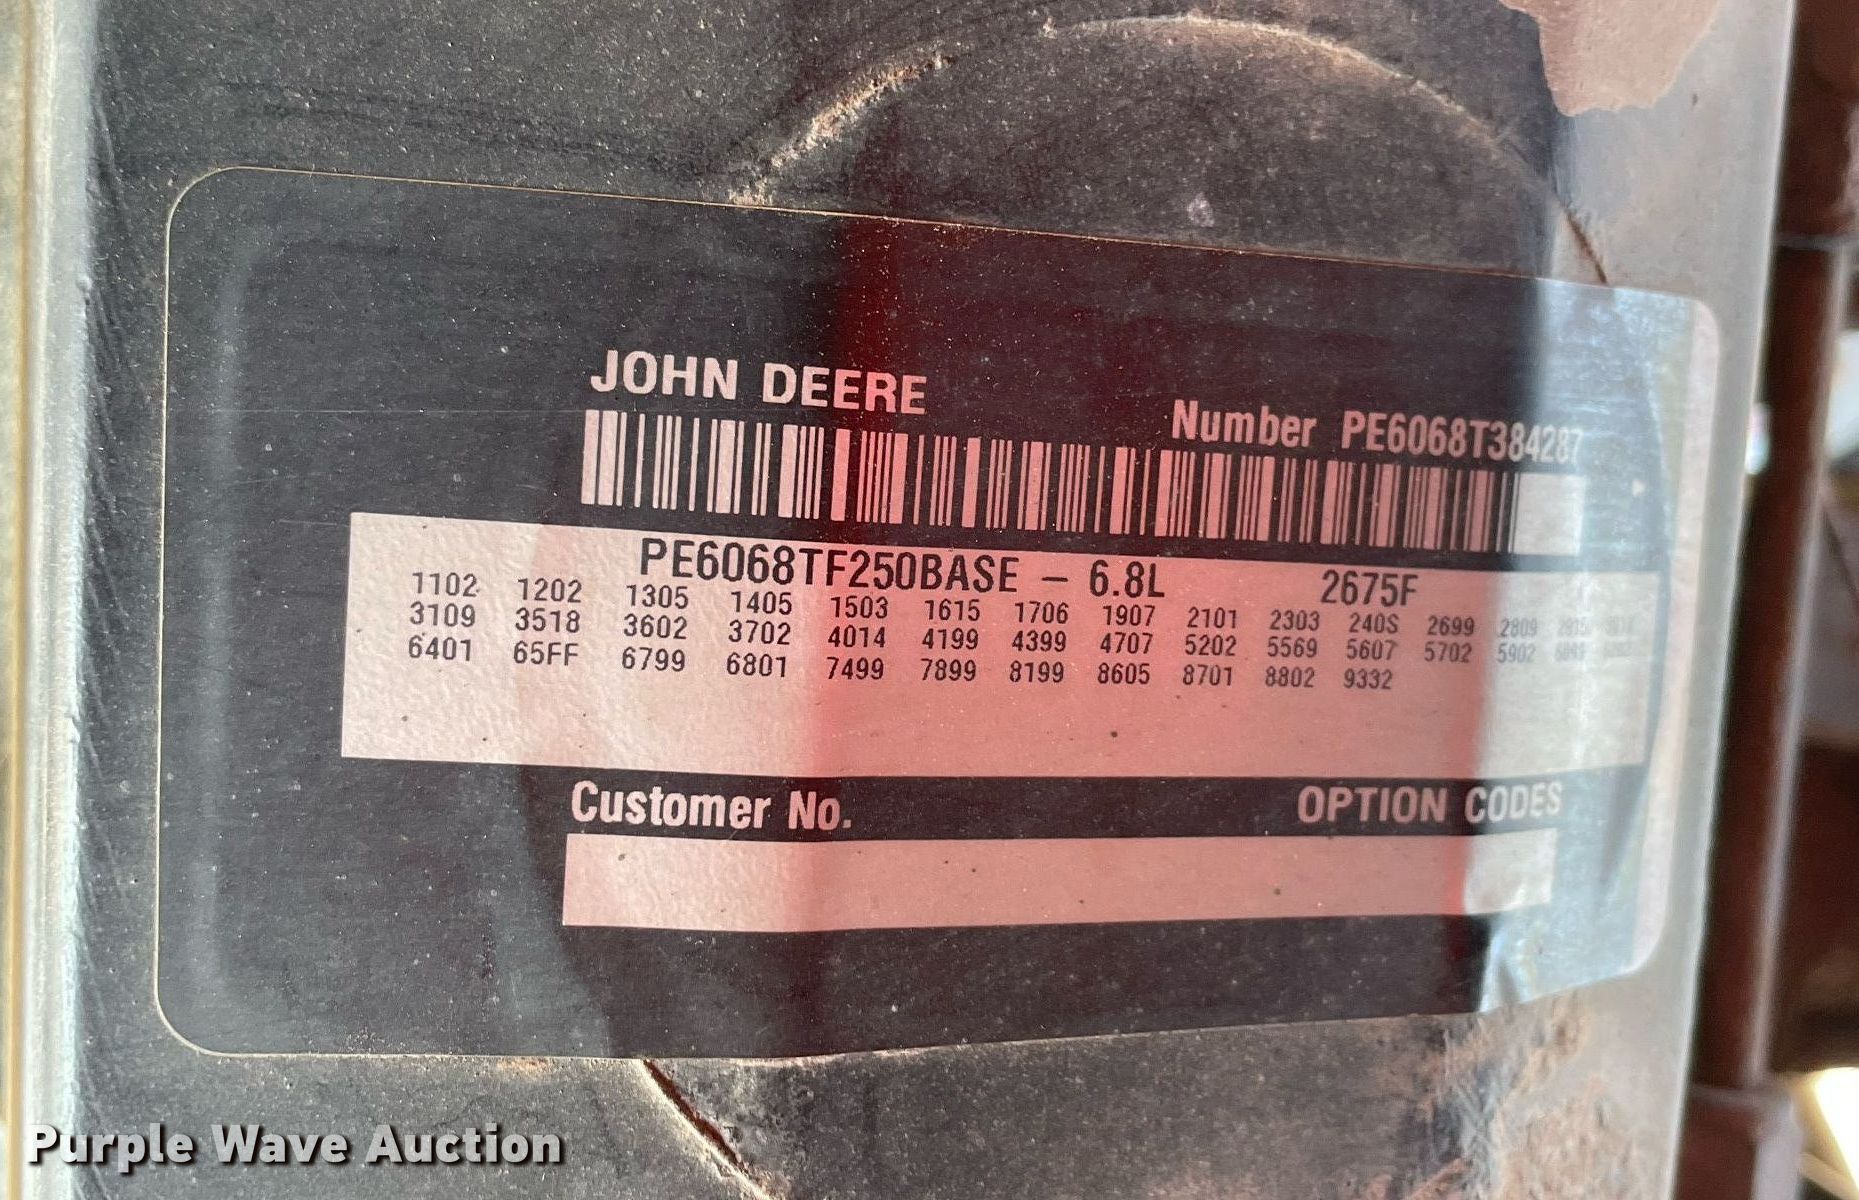 JOHN DEERE
Number PE6068T384287
PE6068TF250BASE – 6.8L 2675F
1102 1202 1305 1405 1503 1615 1706 1907 2101 2303 240S 2699 2809
3109 3518 3602 3702 4014 4199 4399 4707 5202 5569 5607 5702 5902
6401 65FF 6799 6801 7499 7899 8199 8605 8701 8802 9332
Customer No.
OPTION CODES
Purple Wave Auction